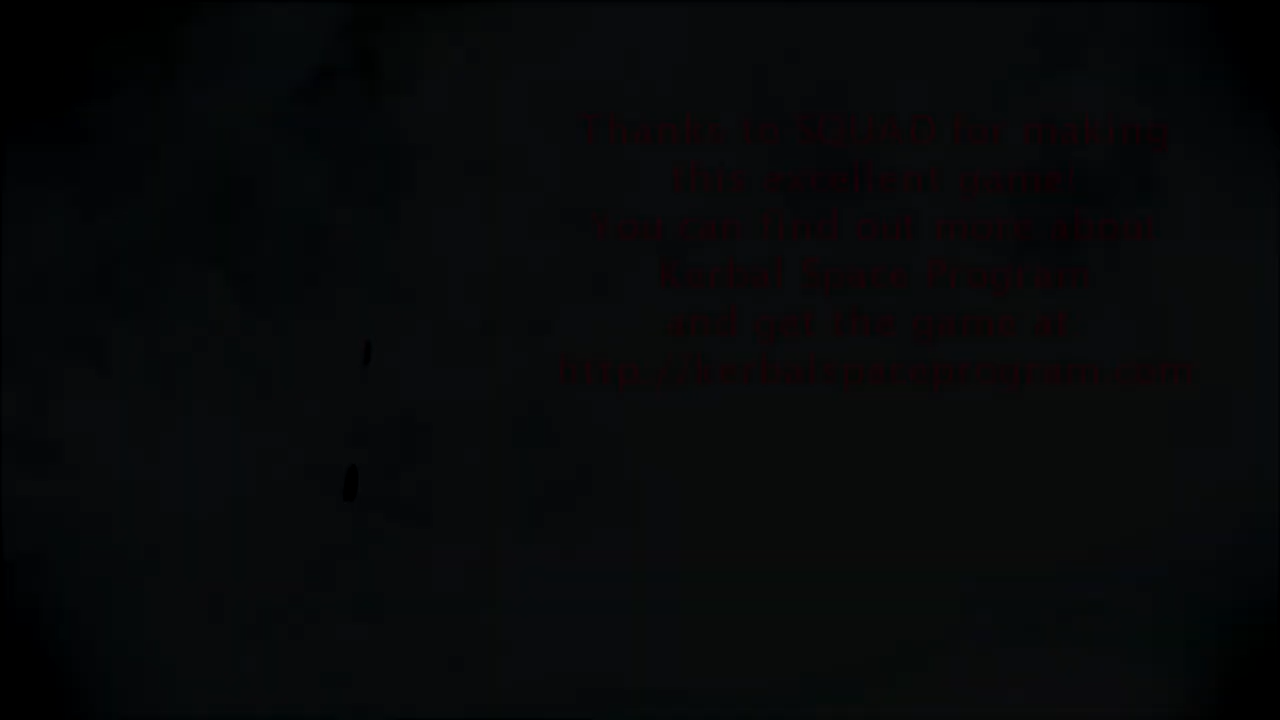 Thanks to SQUAD for making
this excellent game!
You can find out more about
Kerbal Space Program
and get the game at
http://kerbalspaceprogram.com